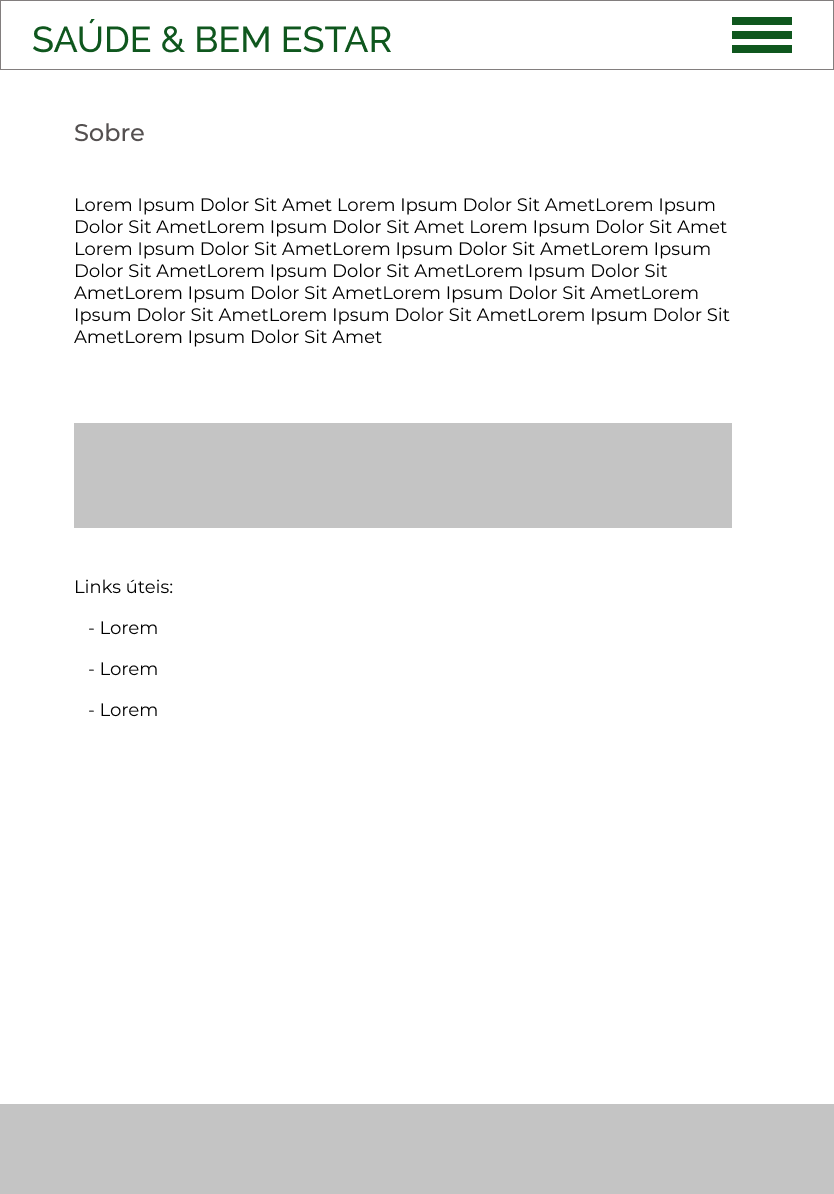 SAÚDE & BEM ESTAR
Sobre
Lorem Ipsum Dolor Sit Amet Lorem Ipsum Dolor Sit AmetLorem Ipsum
Dolor Sit AmetLorem Ipsum Dolor Sit Amet Lorem Ipsum Dolor Sit Amet
Lorem Ipsum Dolor Sit AmetLorem Ipsum Dolor Sit AmetLorem Ipsum
Dolor Sit AmetLorem Ipsum Dolor Sit AmetLorem Ipsum Dolor Sit
AmetLorem Ipsum Dolor Sit AmetLorem Ipsum Dolor Sit AmetLorem
Ipsum Dolor Sit AmetLorem Ipsum Dolor Sit AmetLorem Ipsum Dolor Sit
AmetLorem Ipsum Dolor Sit Amet
Links úteis:
- Lorem
- Lorem
- Lorem